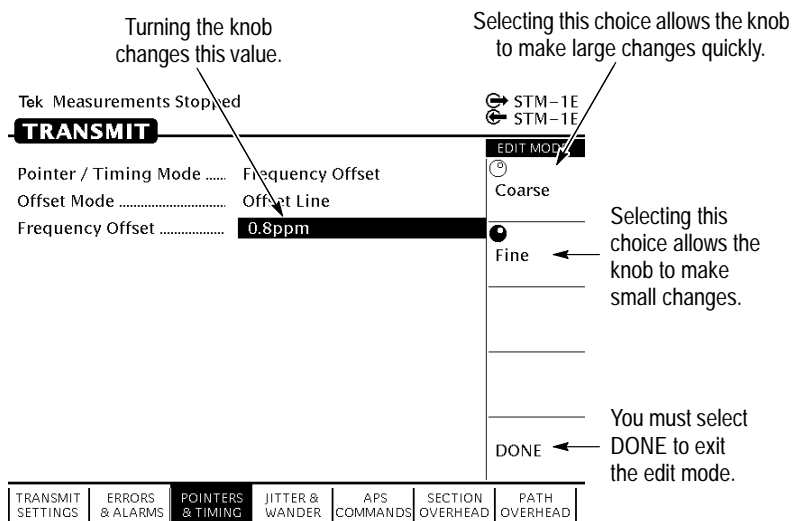 Turning the knob
changes this value.
Selecting this choice allows the knob
to make large changes quickly.
Tek Measurements Stopped
STM–1E
STM–1E
TRANSMIT
EDIT MODE
Pointer / Timing Mode ...... Frequency Offset
Offset Mode ............................ Offset Line
Frequency Offset .................. 0.8ppm
Coarse
Fine
Selecting this
choice allows the
knob to make
small changes.
DONE
You must select
DONE to exit
the edit mode.
TRANSMIT SETTINGS
ERRORS & ALARMS
POINTERS & TIMING
JITTER & WANDER
APS COMMANDS
SECTION OVERHEAD
PATH OVERHEAD